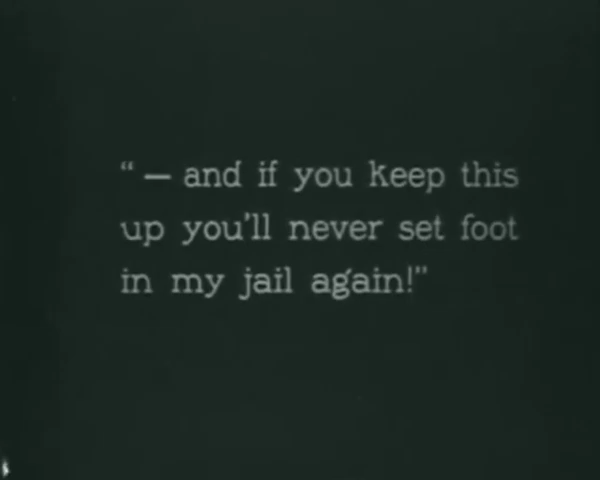 “— and if you keep this
up you'll never set foot
in my jail again!”